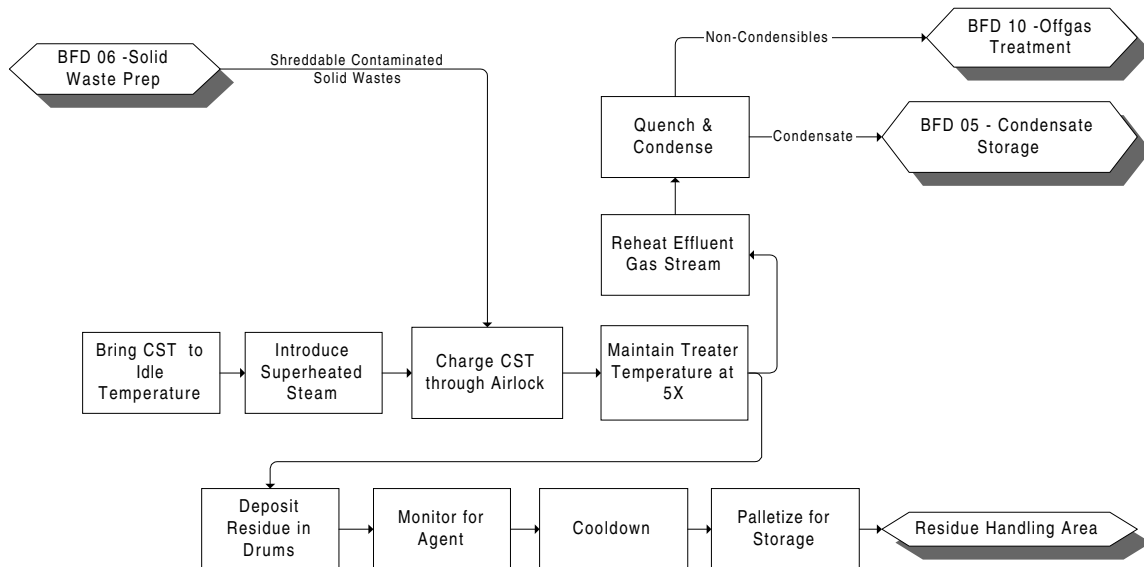 BFD 06 -Solid
Waste Prep
Shreddable Contaminated
Solid Wastes
Non-Condensibles
BFD 10 -Offgas
Treatment
Quench &
Condense
Condensate
BFD 05 - Condensate
Storage
Reheat Effluent
Gas Stream
Bring CST to
Idle
Temperature
Introduce
Superheated
Steam
Charge CST
through Airlock
Maintain Treater
Temperature at
5X
Deposit
Residue in
Drums
Monitor for
Agent
Cooldown
Palletize for
Storage
Residue Handling Area